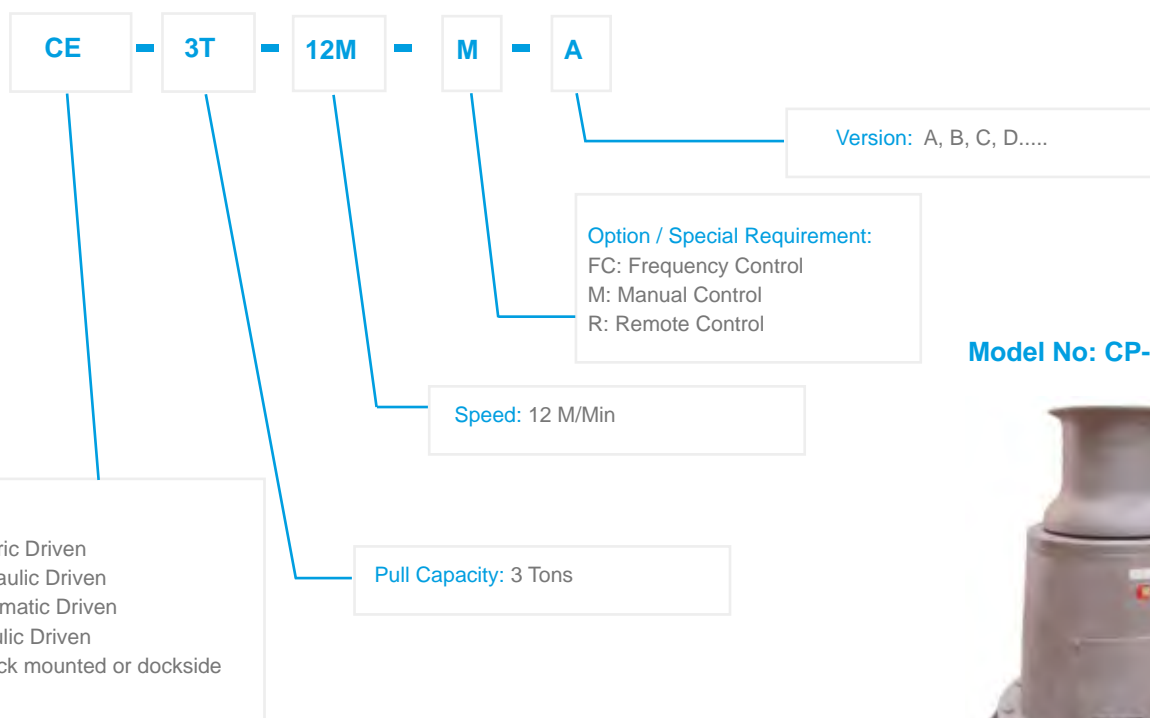 CE - 3T - 12M - M - A
Version: A, B, C, D.....
Option / Special Requirement:
FC: Frequency Control
M: Manual Control
R: Remote Control
Model No: CP-
Speed: 12 M/Min
Pull Capacity: 3 Tons
ric Driven
aulic Driven
matic Driven
ulic Driven
ck mounted or dockside